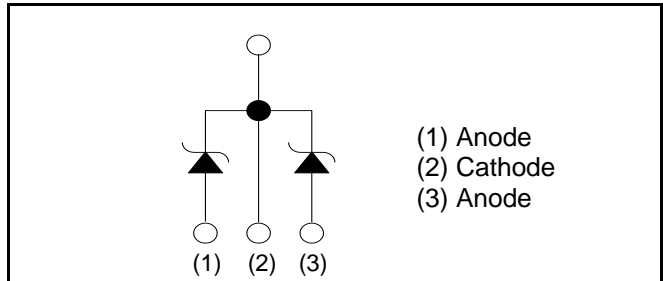 (1) Anode
(2) Cathode
(3) Anode
(1) (2) (3)